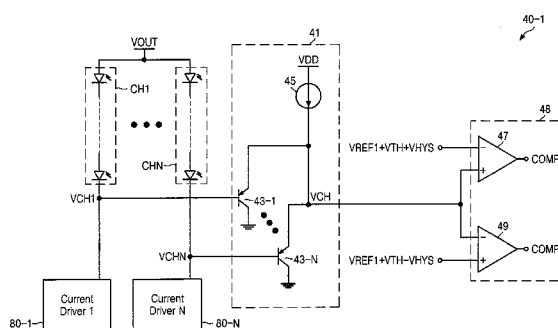 40-1
41
VOUT
VDD
45
CH1
48
47
VREF1+VTH+VHYS
COMP
CHN
VCH1
43-1
VCH
49
COMP
VCHN
43-N
VREF1+VTH-VHYS
Current
Driver 1
Current
Driver N
80-1
80-N